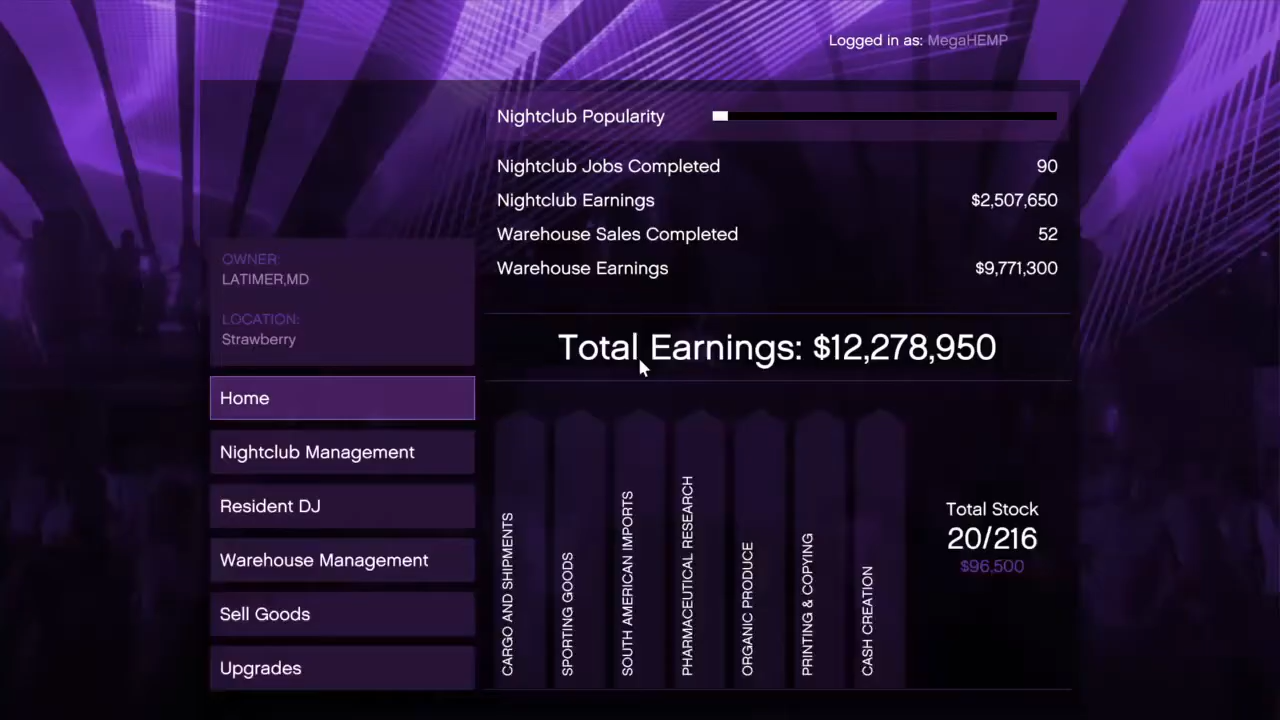 Logged in as: MegaHEMP
Nightclub Popularity
Nightclub Jobs Completed 90
Nightclub Earnings $2,507,650
Warehouse Sales Completed 52
Warehouse Earnings $9,771,300
OWNER:
LATIMER,MD
LOCATION:
Strawberry
Total Earnings: $12,278,950
Home
Nightclub Management
Resident DJ
Warehouse Management
Sell Goods
Upgrades
CARGO AND SHIPMENTS
SPORTING GOODS
SOUTH AMERICAN IMPORTS
PHARMACEUTICAL RESEARCH
ORGANIC PRODUCE
PRINTING & COPYING
CASH CREATION
Total Stock
20/216
$96,500